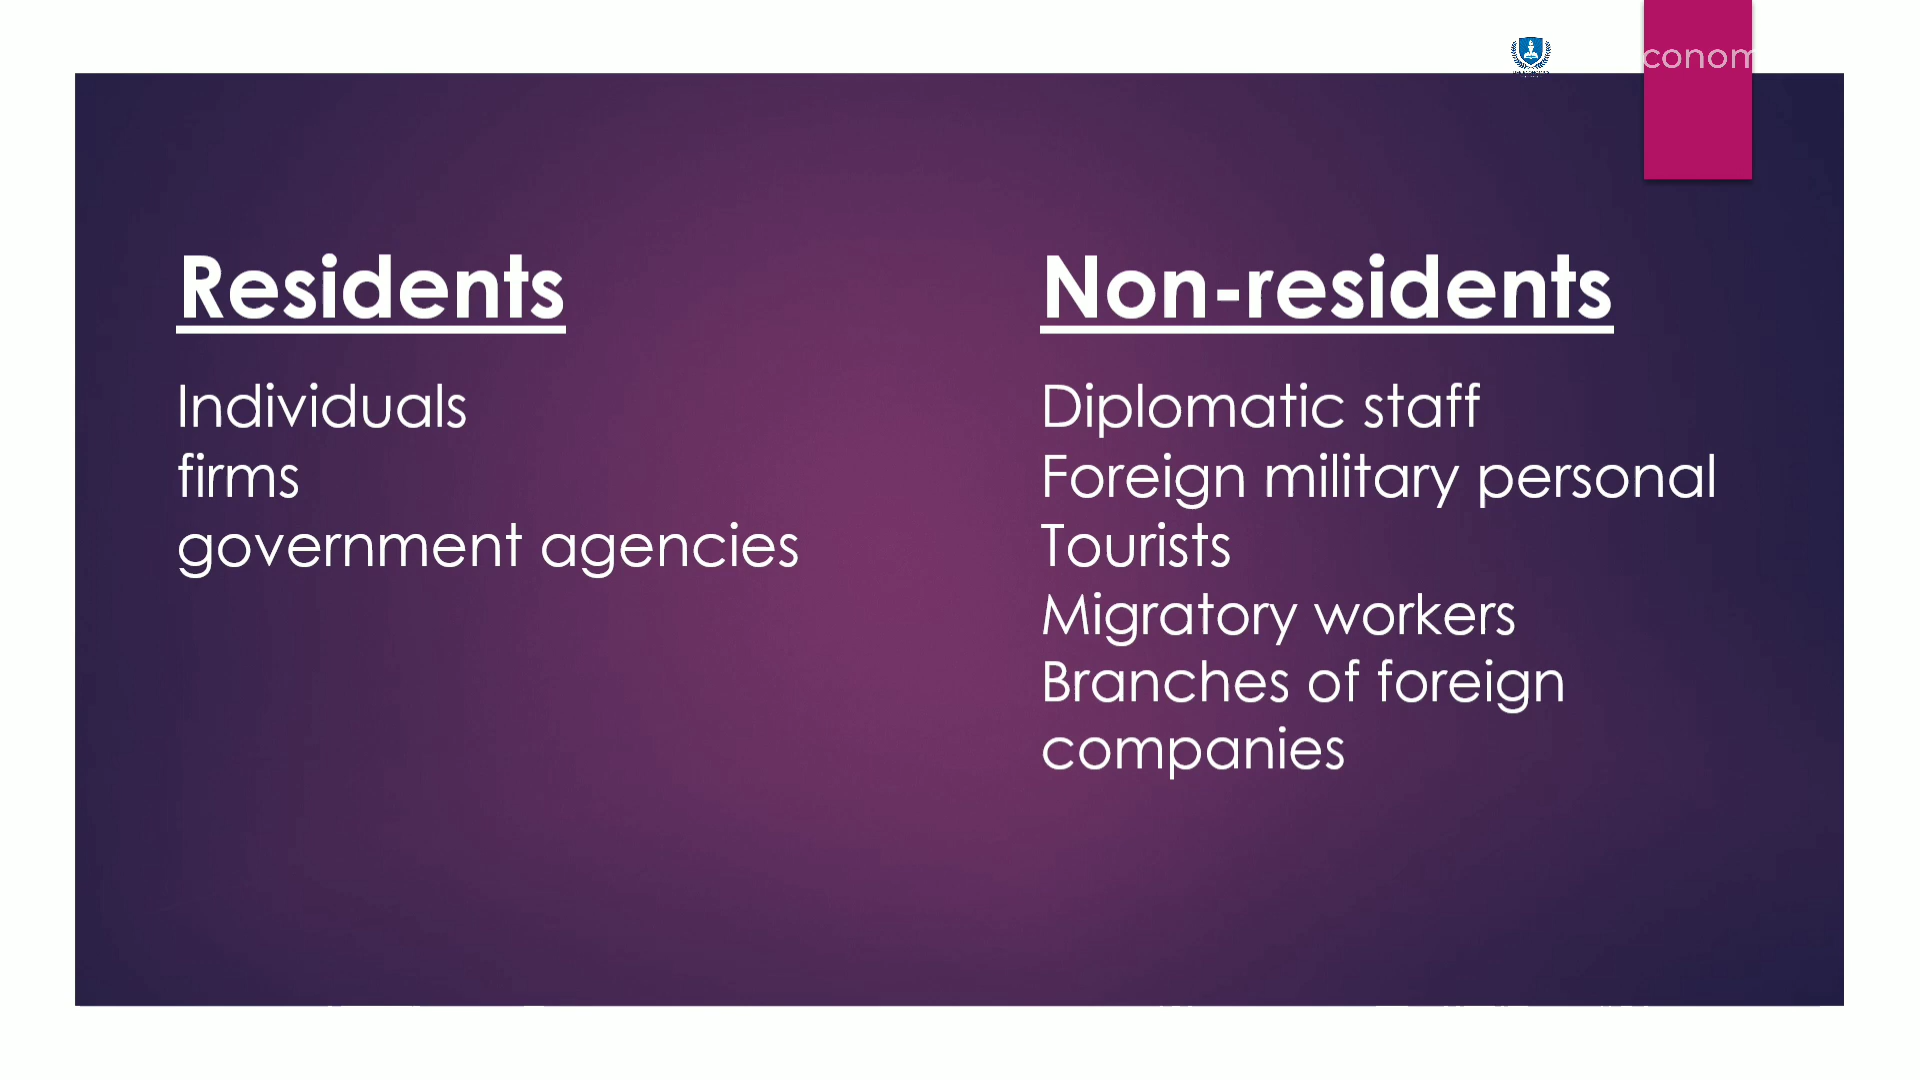 conom
Residents
Individuals
firms
government agencies
Non-residents
Diplomatic staff
Foreign military personal
Tourists
Migratory workers
Branches of foreign
companies